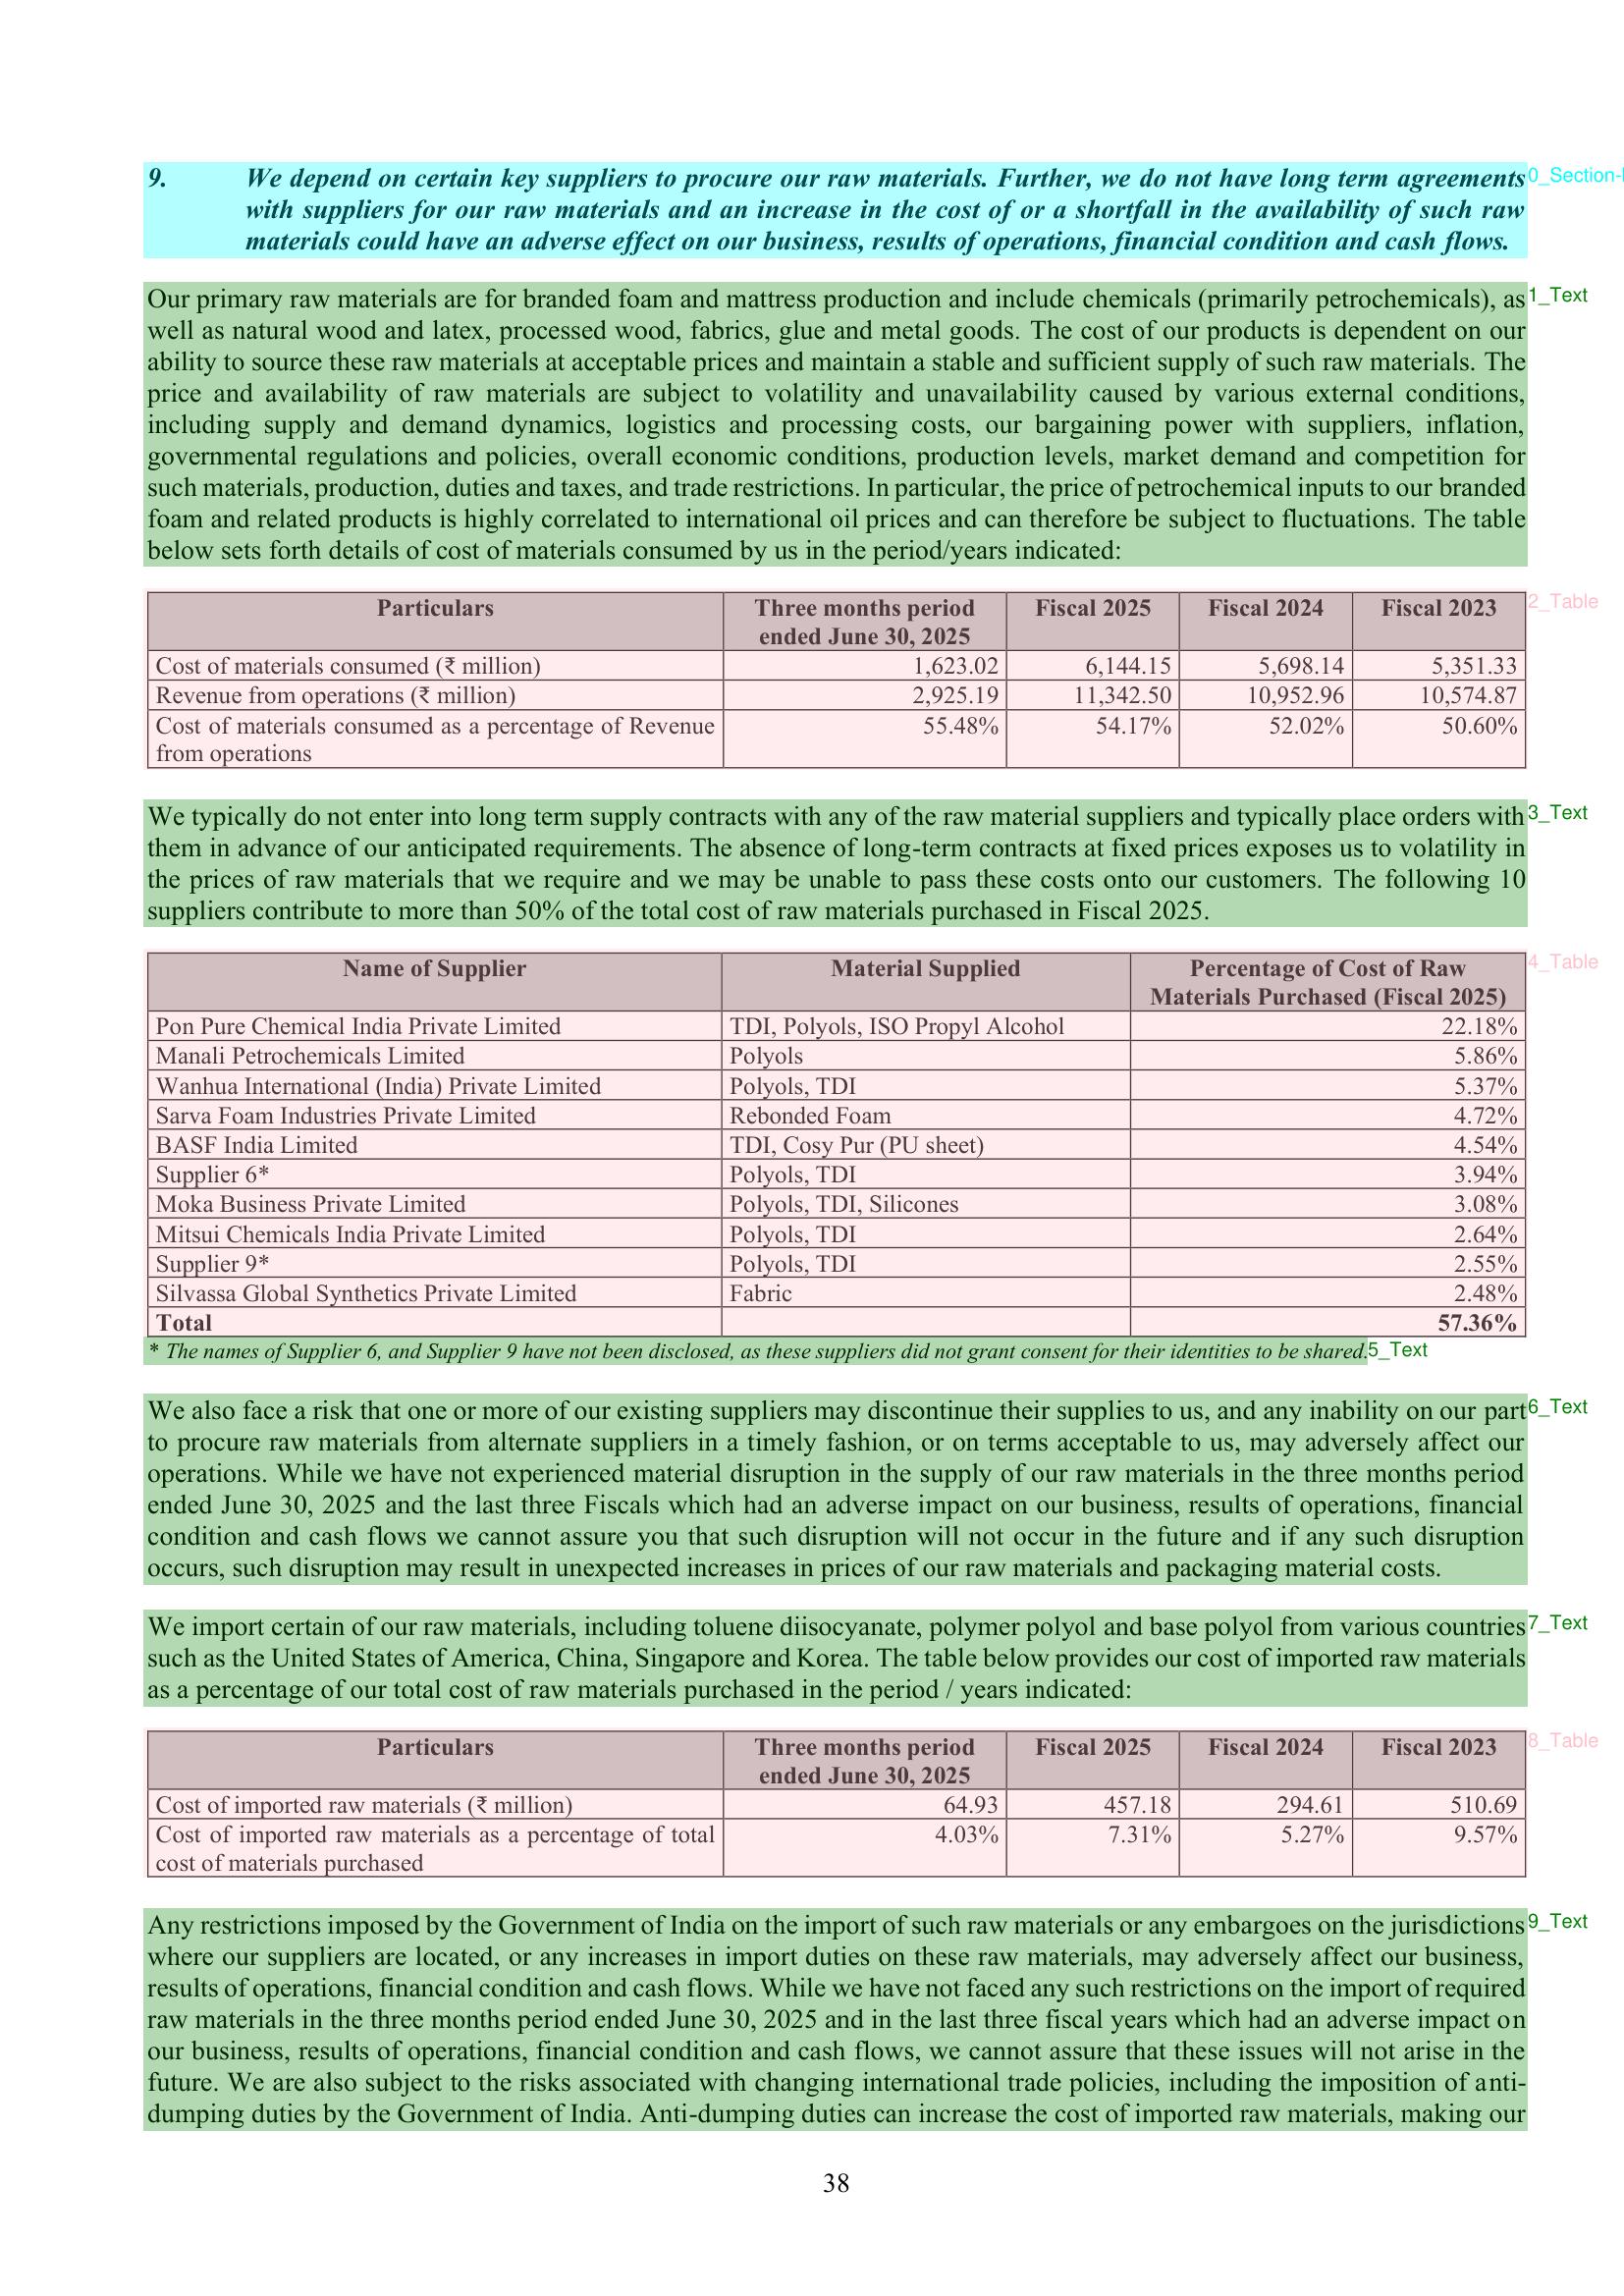 9. We depend on certain key suppliers to procure our raw materials. Further, we do not have long term agreements
with suppliers for our raw materials and an increase in the cost of or a shortfall in the availability of such raw
materials could have an adverse effect on our business, results of operations, financial condition and cash flows.
0_Section-
Our primary raw materials are for branded foam and mattress production and include chemicals (primarily petrochemicals), as
1_Text
well as natural wood and latex, processed wood, fabrics, glue and metal goods. The cost of our products is dependent on our
ability to source these raw materials at acceptable prices and maintain a stable and sufficient supply of such raw materials. The
price and availability of raw materials are subject to volatility and unavailability caused by various external conditions,
including supply and demand dynamics, logistics and processing costs, our bargaining power with suppliers, inflation,
governmental regulations and policies, overall economic conditions, production levels, market demand and competition for
such materials, production, duties and taxes, and trade restrictions. In particular, the price of petrochemical inputs to our branded
foam and related products is highly correlated to international oil prices and can therefore be subject to fluctuations. The table
below sets forth details of cost of materials consumed by us in the period/years indicated:
2_Table
Particulars Three months period ended June 30, 2025 Fiscal 2025 Fiscal 2024 Fiscal 2023
Cost of materials consumed (₹ million) 1,623.02 6,144.15 5,698.14 5,351.33
Revenue from operations (₹ million) 2,925.19 11,342.50 10,952.96 10,574.87
Cost of materials consumed as a percentage of Revenue from operations 55.48% 54.17% 52.02% 50.60%
We typically do not enter into long term supply contracts with any of the raw material suppliers and typically place orders with
3_Text
them in advance of our anticipated requirements. The absence of long-term contracts at fixed prices exposes us to volatility in
the prices of raw materials that we require and we may be unable to pass these costs onto our customers. The following 10
suppliers contribute to more than 50% of the total cost of raw materials purchased in Fiscal 2025.
4_Table
Name of Supplier Material Supplied Percentage of Cost of Raw Materials Purchased (Fiscal 2025)
Pon Pure Chemical India Private Limited TDI, Polyols, ISO Propyl Alcohol 22.18%
Manali Petrochemicals Limited Polyols 5.86%
Wanhua International (India) Private Limited Polyols, TDI 5.37%
Sarva Foam Industries Private Limited Rebonded Foam 4.72%
BASF India Limited TDI, Cosy Pur (PU sheet) 4.54%
Supplier 6* Polyols, TDI 3.94%
Moka Business Private Limited Polyols, TDI, Silicones 3.08%
Mitsui Chemicals India Private Limited Polyols, TDI 2.64%
Supplier 9* Polyols, TDI 2.55%
Silvassa Global Synthetics Private Limited Fabric 2.48%
Total 57.36%
* The names of Supplier 6, and Supplier 9 have not been disclosed, as these suppliers did not grant consent for their identities to be shared.
5_Text
We also face a risk that one or more of our existing suppliers may discontinue their supplies to us, and any inability on our part
6_Text
to procure raw materials from alternate suppliers in a timely fashion, or on terms acceptable to us, may adversely affect our
operations. While we have not experienced material disruption in the supply of our raw materials in the three months period
ended June 30, 2025 and the last three Fiscals which had an adverse impact on our business, results of operations, financial
condition and cash flows we cannot assure you that such disruption will not occur in the future and if any such disruption
occurs, such disruption may result in unexpected increases in prices of our raw materials and packaging material costs.
We import certain of our raw materials, including toluene diisocyanate, polymer polyol and base polyol from various countries
7_Text
such as the United States of America, China, Singapore and Korea. The table below provides our cost of imported raw materials
as a percentage of our total cost of raw materials purchased in the period / years indicated:
8_Table
Particulars Three months period ended June 30, 2025 Fiscal 2025 Fiscal 2024 Fiscal 2023
Cost of imported raw materials (₹ million) 64.93 457.18 294.61 510.69
Cost of imported raw materials as a percentage of total cost of materials purchased 4.03% 7.31% 5.27% 9.57%
Any restrictions imposed by the Government of India on the import of such raw materials or any embargoes on the jurisdictions
9_Text
where our suppliers are located, or any increases in import duties on these raw materials, may adversely affect our business,
results of operations, financial condition and cash flows. While we have not faced any such restrictions on the import of required
raw materials in the three months period ended June 30, 2025 and in the last three fiscal years which had an adverse impact on
our business, results of operations, financial condition and cash flows, we cannot assure that these issues will not arise in the
future. We are also subject to the risks associated with changing international trade policies, including the imposition of anti-
dumping duties by the Government of India. Anti-dumping duties can increase the cost of imported raw materials, making our
38